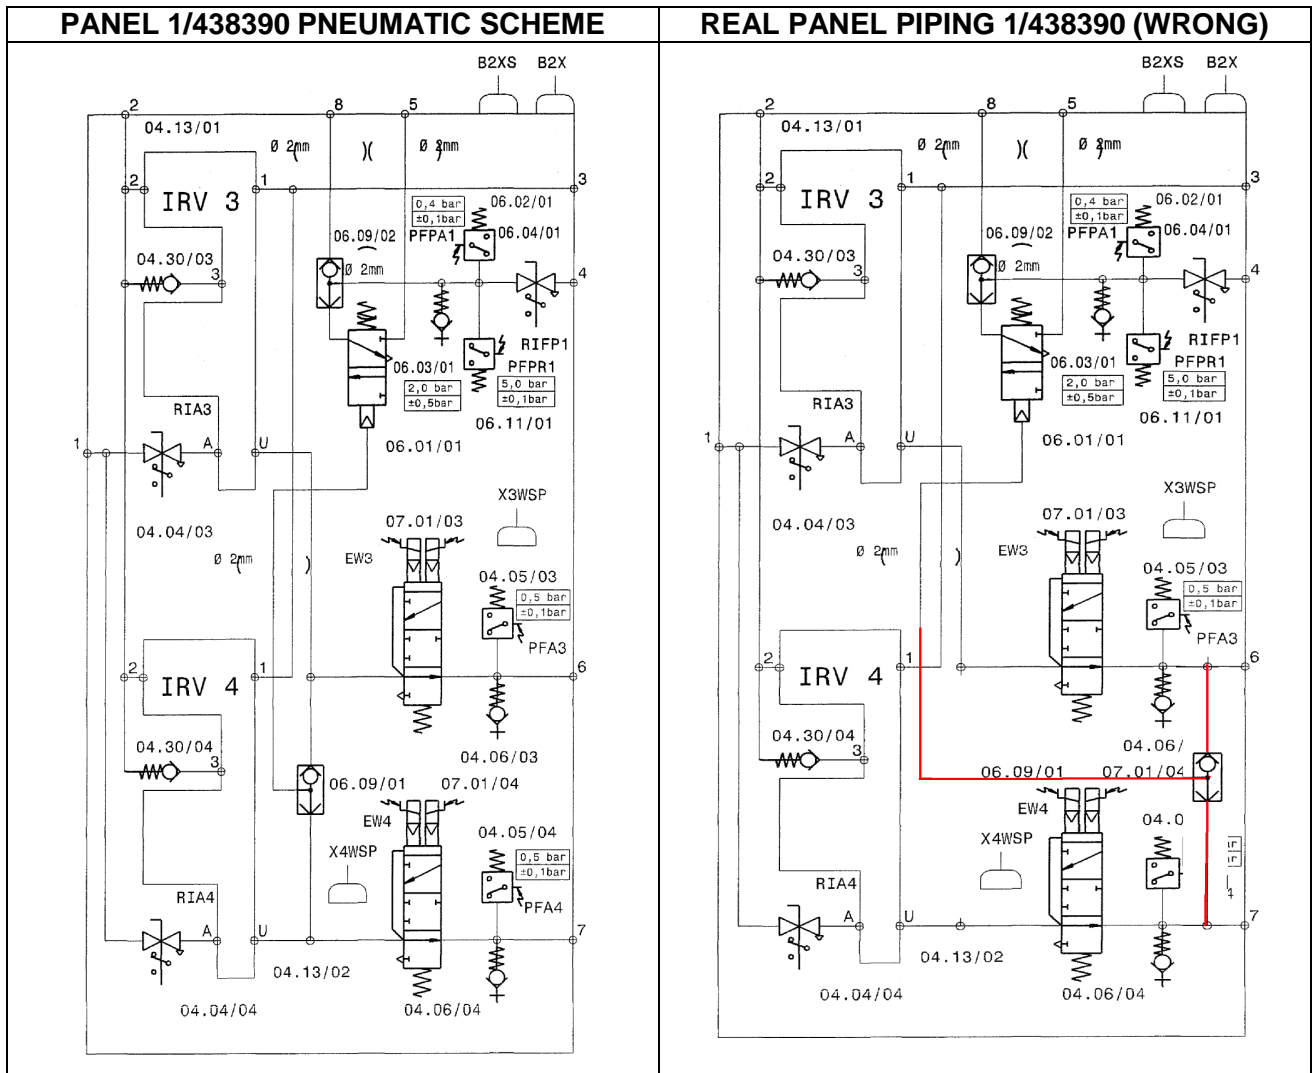 PANEL 1/438390 PNEUMATIC SCHEME
B2XS B2X
2 8 5
04.13/01
Ø 2mm Ø 2mm
2 1 3
IRV 3
0,4 bar 06.02/01
±0,1bar
06.09/02 PFPA1 06.04/01
04.30/03 Ø 2mm
3 4
RIFP1
06.03/01 PFPR1
2,0 bar 5,0 bar
±0,5bar ±0,1bar
RIA3
06.11/01
1 A U 06.01/01
X3WSP
04.04/03 07.01/03
Ø 2mm EW3
04.05/03
0,5 bar
±0,1bar
PFA3
2 1 6
IRV 4
04.30/04 04.06/03
3
06.09/01 07.01/04
EW4
04.05/04
X4WSP 0,5 bar
±0,1bar
RIA4 PFA4
A U 7
04.13/02
04.04/04 04.06/04
REAL PANEL PIPING 1/438390 (WRONG)
B2XS B2X
2 8 5
04.13/01
Ø 2mm Ø 2mm
2 1 3
IRV 3
0,4 bar 06.02/01
±0,1bar
06.09/02 PFPA1 06.04/01
04.30/03 Ø 2mm
3 4
RIFP1
06.03/01 PFPR1
2,0 bar 5,0 bar
±0,5bar ±0,1bar
RIA3
06.11/01
1 A U 06.01/01
X3WSP
04.04/03 07.01/03
Ø 2mm EW3
04.05/03
0,5 bar
±0,1bar
PFA3
2 1 6
IRV 4
04.30/04 04.06/
3
06.09/01 07.01/04
EW4
04.0
X4WSP
RIA4
A U 7
04.13/02
04.04/04 04.06/04